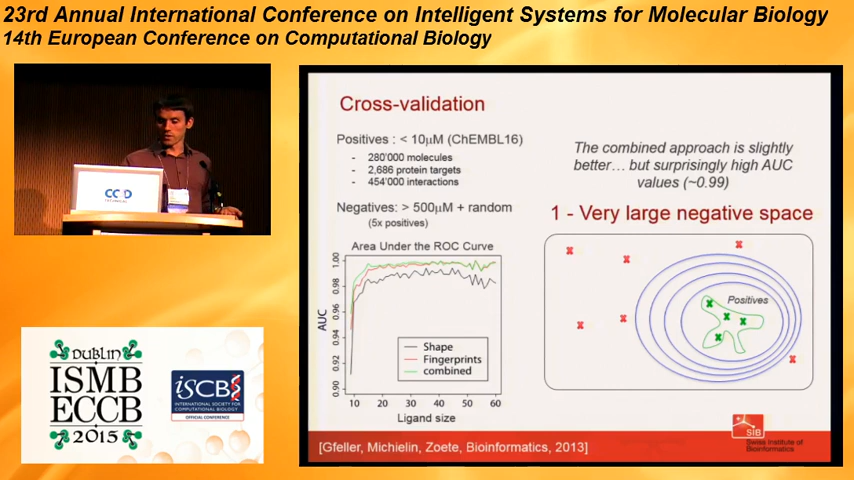 23rd Annual International Conference on Intelligent Systems for Molecular Biology
14th European Conference on Computational Biology
DUBLIN
ISMB
ECCB
2015
iSCB
INTERNATIONAL SOCIETY FOR
COMPUTATIONAL BIOLOGY
OFFICIAL CONFERENCE
Cross-validation
Positives : < 10µM (ChEMBL16)
- 280'000 molecules
- 2,686 protein targets
- 454'000 interactions
Negatives: > 500µM + random
(5x positives)
Area Under the ROC Curve
AUC
1.00
0.98
0.96
0.94
0.92
0.90
Shape
Fingerprints
combined
10 20 30 40 50 60
Ligand size
The combined approach is slightly
better… but surprisingly high AUC
values (~0.99)
1 - Very large negative space
Positives
[Gfeller, Michielin, Zoete, Bioinformatics, 2013]
SIB
Swiss Institute of
Bioinformatics